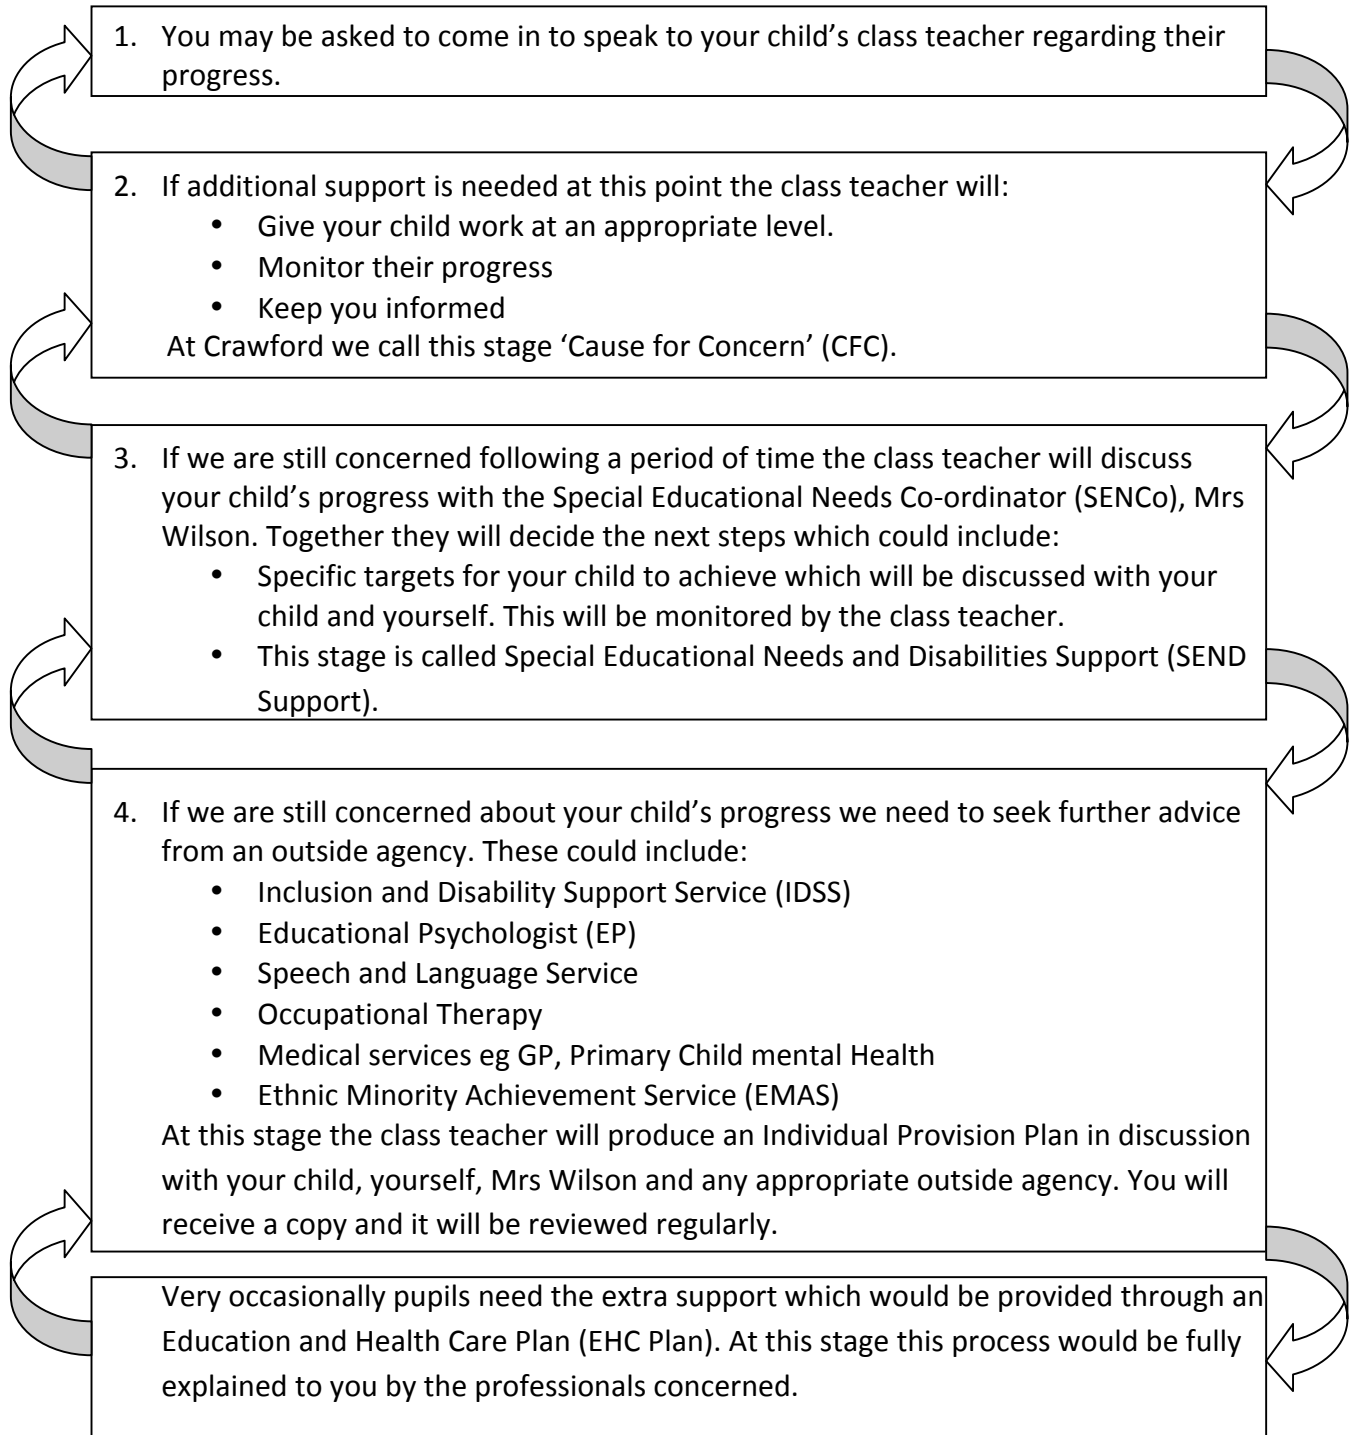 1. You may be asked to come in to speak to your child’s class teacher regarding their
progress.
2. If additional support is needed at this point the class teacher will:
• Give your child work at an appropriate level.
• Monitor their progress
• Keep you informed
At Crawford we call this stage ‘Cause for Concern’ (CFC).
3. If we are still concerned following a period of time the class teacher will discuss
your child’s progress with the Special Educational Needs Co-ordinator (SENCo), Mrs
Wilson. Together they will decide the next steps which could include:
• Specific targets for your child to achieve which will be discussed with your
child and yourself. This will be monitored by the class teacher.
• This stage is called Special Educational Needs and Disabilities Support (SEND
Support).
4. If we are still concerned about your child’s progress we need to seek further advice
from an outside agency. These could include:
• Inclusion and Disability Support Service (IDSS)
• Educational Psychologist (EP)
• Speech and Language Service
• Occupational Therapy
• Medical services eg GP, Primary Child mental Health
• Ethnic Minority Achievement Service (EMAS)
At this stage the class teacher will produce an Individual Provision Plan in discussion
with your child, yourself, Mrs Wilson and any appropriate outside agency. You will
receive a copy and it will be reviewed regularly.
Very occasionally pupils need the extra support which would be provided through an
Education and Health Care Plan (EHC Plan). At this stage this process would be fully
explained to you by the professionals concerned.